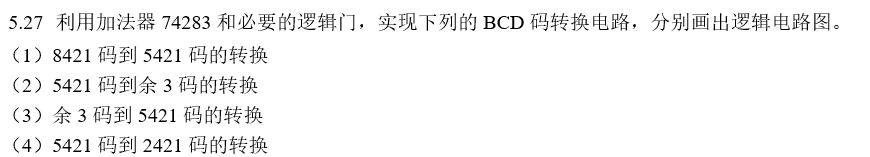 5.27 利用加法器 74283 和必要的逻辑门，实现下列的 BCD 码转换电路，分别画出逻辑电路图。
（1）8421 码到 5421 码的转换
（2）5421 码到余 3 码的转换
（3）余 3 码到 5421 码的转换
（4）5421 码到 2421 码的转换